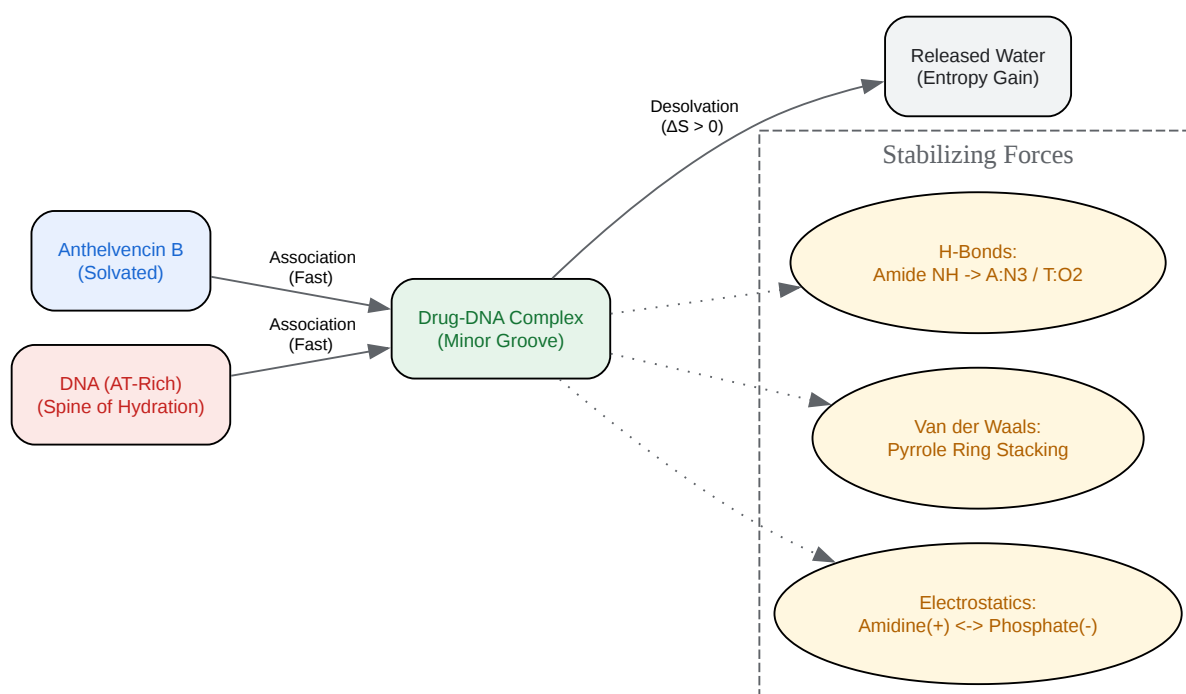 Released Water
(Entropy Gain)
Desolvation
(ΔS > 0)
Stabilizing Forces
Anthelvencin B
(Solvated)
Association
(Fast)
H-Bonds:
Amide NH -> A:N3 / T:O2
Drug-DNA Complex
(Minor Groove)
Association
(Fast)
DNA (AT-Rich)
(Spine of Hydration)
Van der Waals:
Pyrrole Ring Stacking
Electrostatics:
Amidine(+) <-> Phosphate(-)